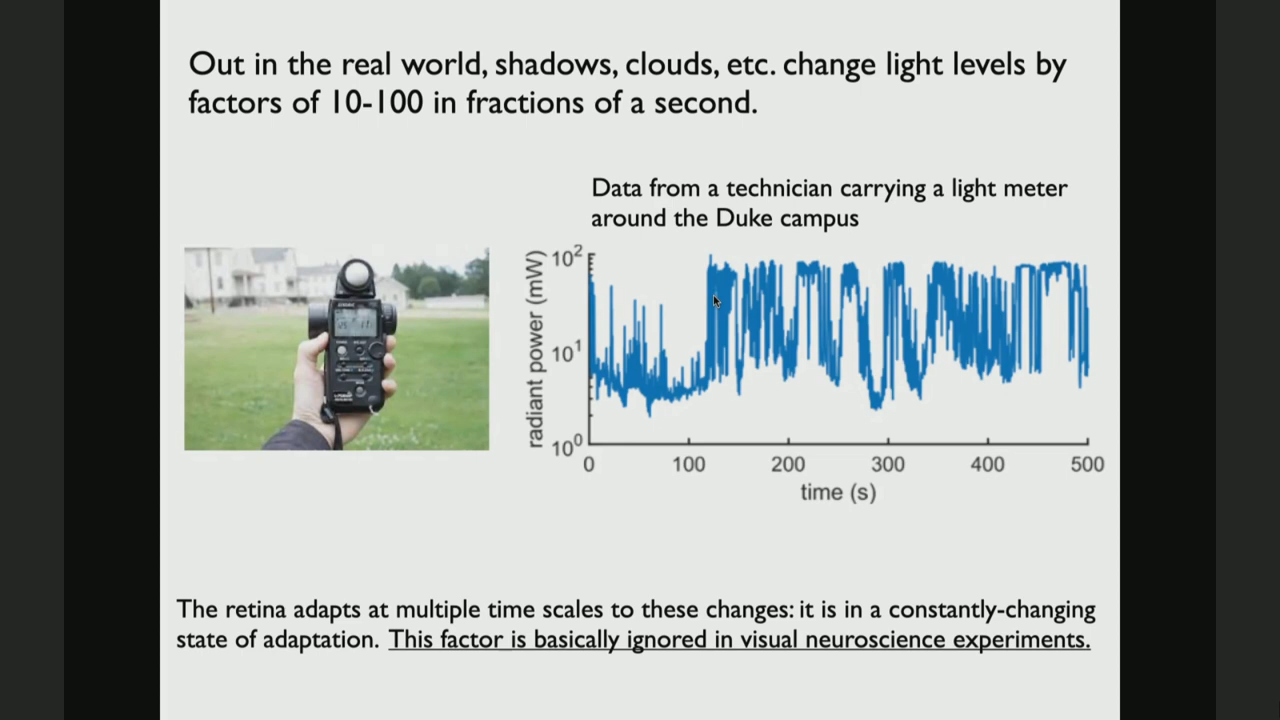 Out in the real world, shadows, clouds, etc. change light levels by
factors of 10-100 in fractions of a second.
Data from a technician carrying a light meter
around the Duke campus
radiant power (mW)
10²
10¹
10⁰
0 100 200 300 400 500
time (s)
The retina adapts at multiple time scales to these changes: it is in a constantly-changing
state of adaptation. This factor is basically ignored in visual neuroscience experiments.